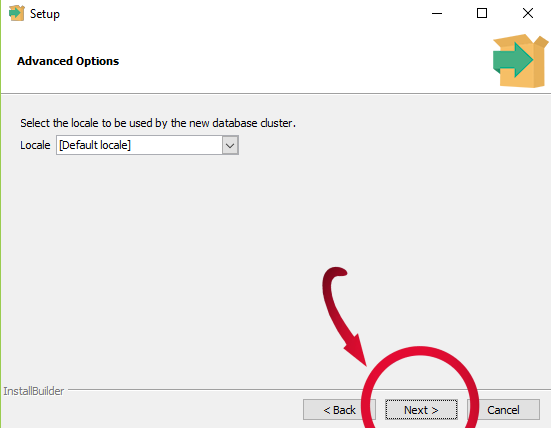 Setup
Advanced Options
Select the locale to be used by the new database cluster.
Locale [Default locale]
InstallBuilder
< Back Next > Cancel